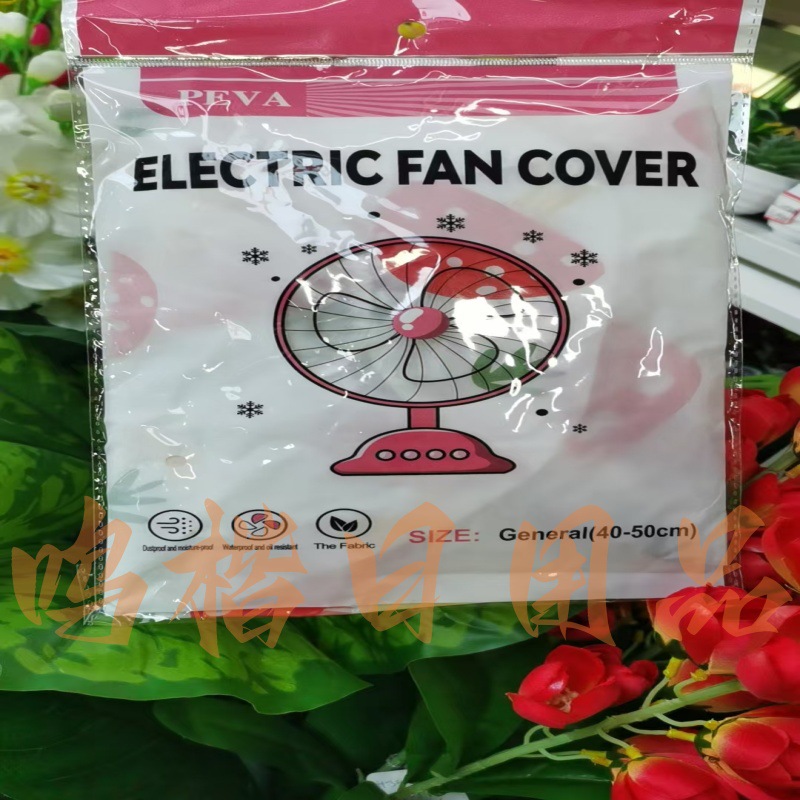 PEVA
ELECTRIC FAN COVER
Dustproof and moisture-proof
Waterproof and oil resistant
The Fabric
SIZE: General(40-50cm)
鸣楷日用品